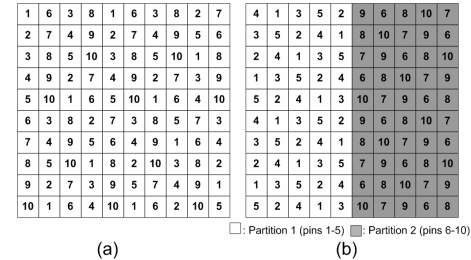 1 6 3 8 1 6 3 8 2 7 4 1 3 5 2 9 6 8 10 7
2 7 4 9 2 7 4 9 5 6 3 5 2 4 1 8 10 7 9 6
3 8 5 10 3 8 5 10 1 8 2 4 1 3 5 7 9 6 8 10
4 9 2 7 4 9 2 7 3 9 1 3 5 2 4 6 8 10 7 9
5 10 1 6 5 10 1 6 4 10 5 2 4 1 3 10 7 9 6 8
6 3 8 2 7 3 8 5 7 3 4 1 3 5 2 9 6 8 10 7
7 4 9 5 6 4 9 1 6 4 3 5 2 4 1 8 10 7 9 6
8 5 10 1 8 2 10 3 8 2 2 4 1 3 5 7 9 6 8 10
9 2 7 3 9 5 7 4 9 1 1 3 5 2 4 6 8 10 7 9
10 1 6 4 10 1 6 2 10 5 5 2 4 1 3 10 7 9 6 8
: Partition 1 (pins 1-5) : Partition 2 (pins 6-10)
(a) (b)